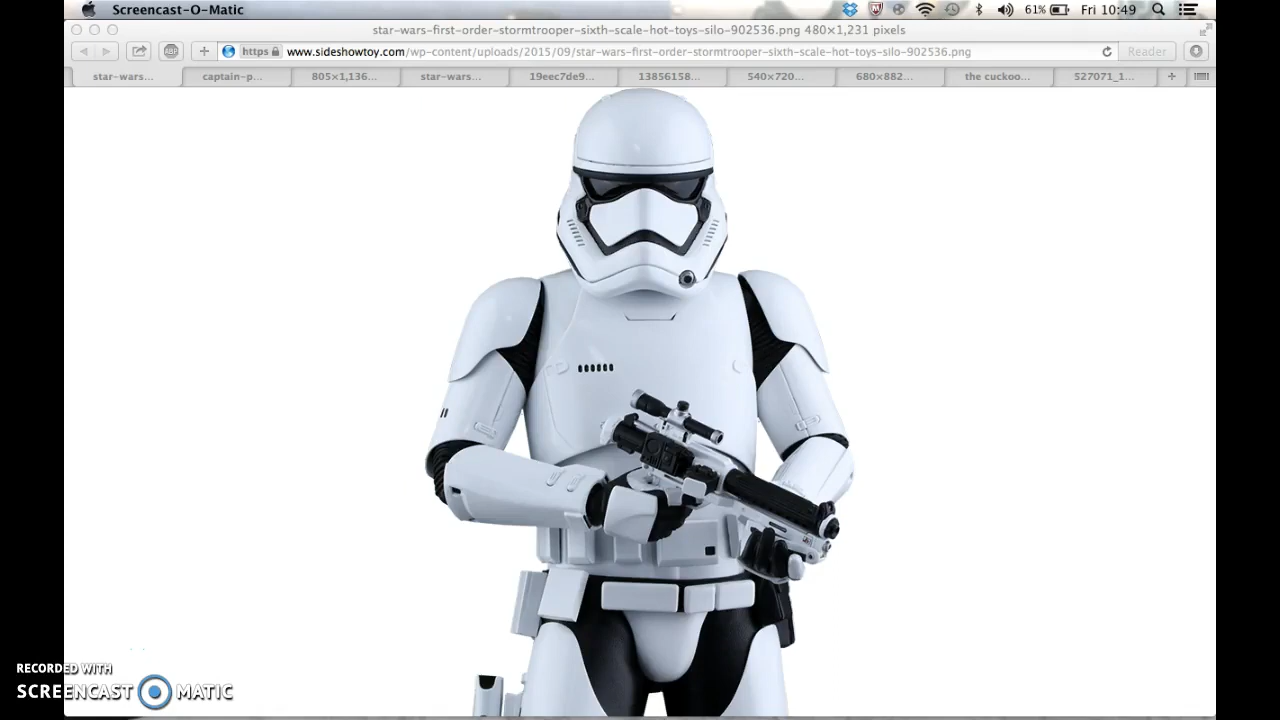 Screencast-O-Matic
61%
Fri 10:49
star-wars-first-order-stormtrooper-sixth-scale-hot-toys-silo-902536.png 480×1,231 pixels
ABP
https
www.sideshowtoy.com/wp-content/uploads/2015/09/star-wars-first-order-stormtrooper-sixth-scale-hot-toys-silo-902536.png
Reader
star-wars...
captain-p...
805×1,136...
star-wars...
19eec7de9...
13856158...
540×720...
680×882...
the cuckoo...
527071_1...
RECORDED WITH
SCREENCAST O MATIC